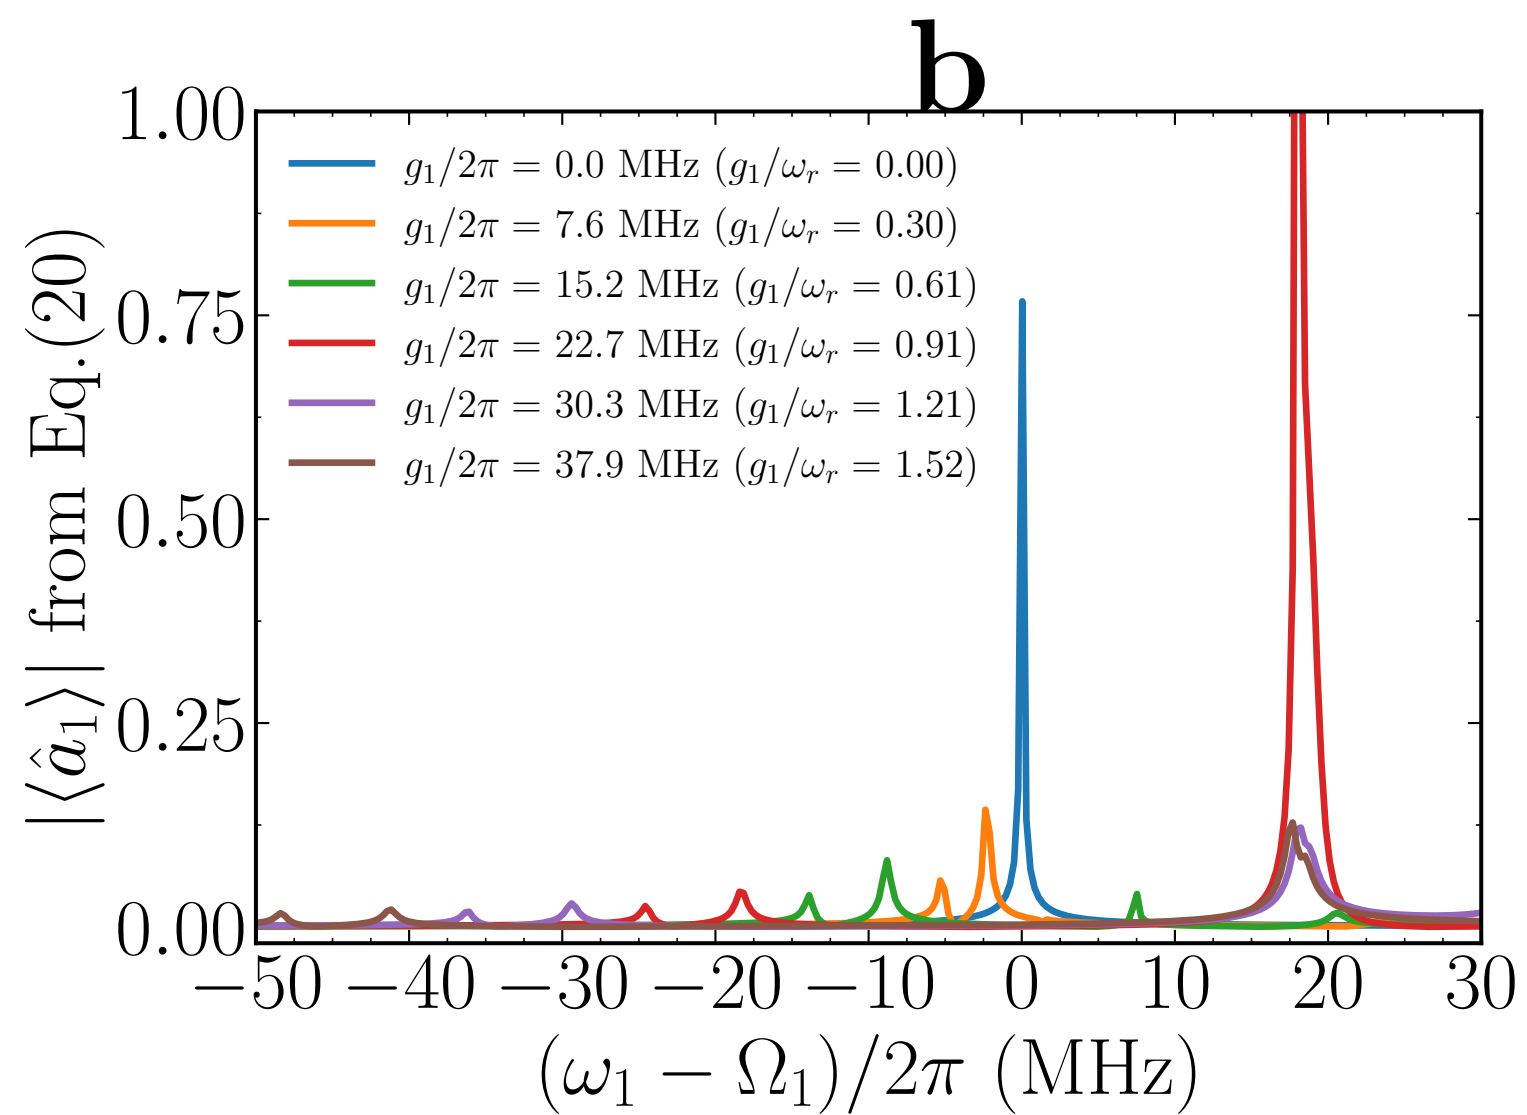 b
|⟨â₁⟩| from Eq.(20)
1.00
0.75
0.50
0.25
0.00
g₁/2π = 0.0 MHz (g₁/ωᵣ = 0.00)
g₁/2π = 7.6 MHz (g₁/ωᵣ = 0.30)
g₁/2π = 15.2 MHz (g₁/ωᵣ = 0.61)
g₁/2π = 22.7 MHz (g₁/ωᵣ = 0.91)
g₁/2π = 30.3 MHz (g₁/ωᵣ = 1.21)
g₁/2π = 37.9 MHz (g₁/ωᵣ = 1.52)
−50 −40 −30 −20 −10 0 10 20 30
(ω₁ − Ω₁)/2π (MHz)